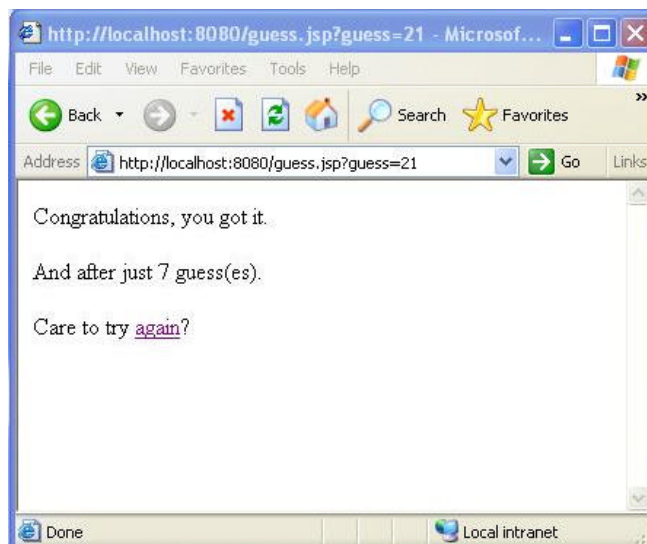 http://localhost:8080/guess.jsp?guess=21 - Microsof...
File Edit View Favorites Tools Help
Back Search Favorites »
Address http://localhost:8080/guess.jsp?guess=21 Go Links
Congratulations, you got it.
And after just 7 guess(es).
Care to try again?
Done Local intranet